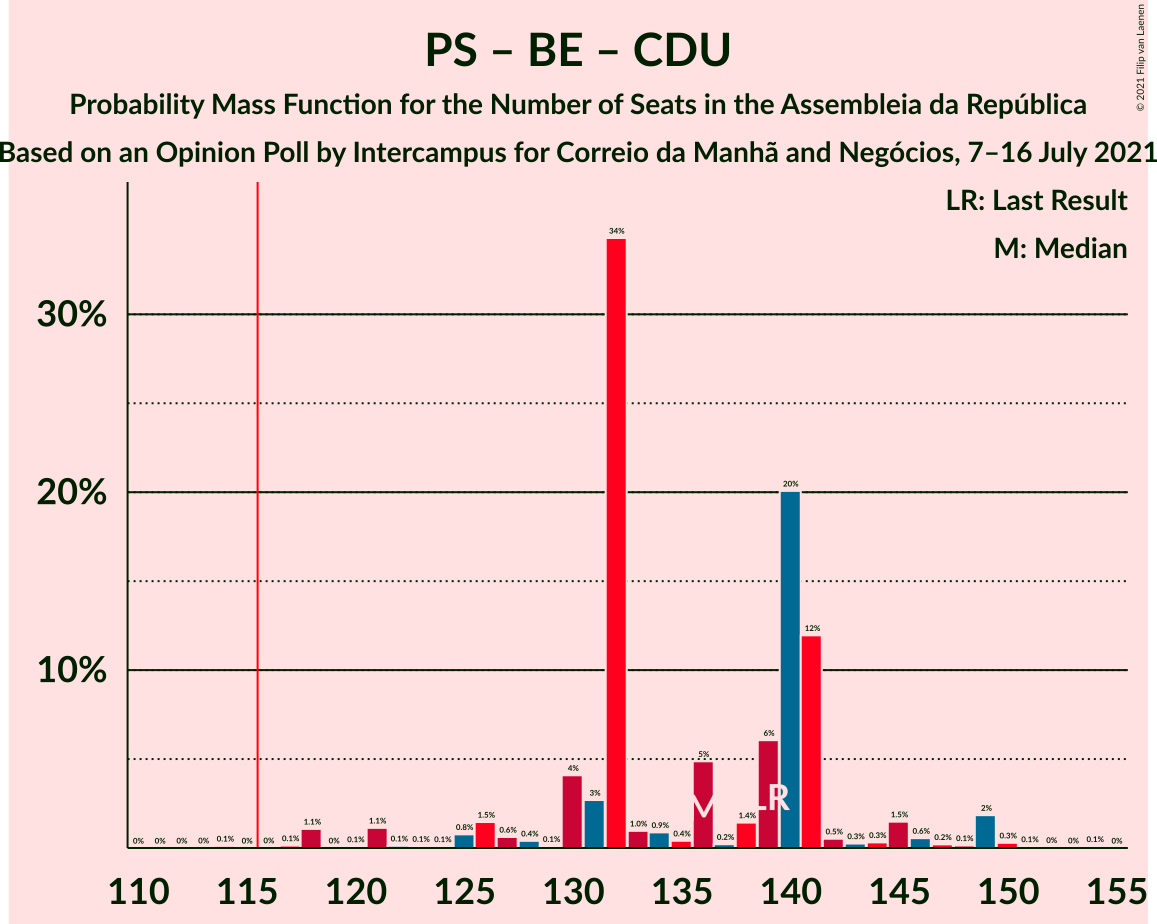 PS – BE – CDU
© 2021 Filip van Laenen
Probability Mass Function for the Number of Seats in the Assembleia da República
Based on an Opinion Poll by Intercampus for Correio da Manhã and Negócios, 7–16 July 2021
LR: Last Result
M: Median
34%
30%
20%
20%
12%
10%
6%
5%
4%
3%
2%
M LR
0% 0% 0% 0% 0.1% 0% 0% 0.1% 1.1% 0% 0.1% 1.1% 0.1% 0.1% 0.1% 0.8% 1.5% 0.6% 0.4% 0.1% 1.0% 0.9% 0.4% 0.2% 1.4% 0.5% 0.3% 0.3% 1.5% 0.6% 0.2% 0.1% 0.3% 0.1% 0% 0% 0.1% 0%
110 115 120 125 130 135 140 145 150 155